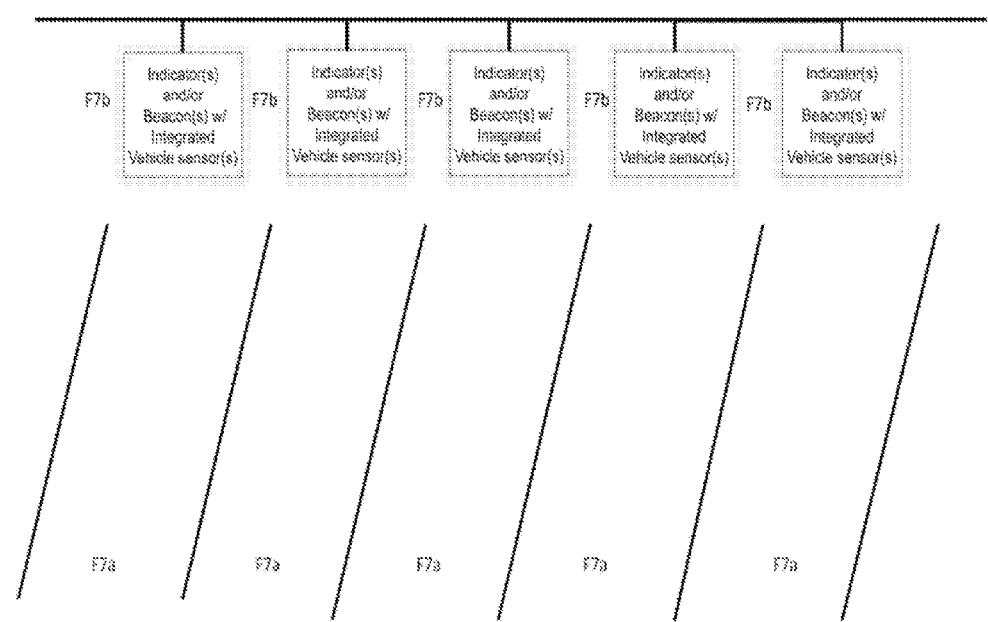 F7b
Indicator(s)
and/or
Beacon(s) w/
Integrated
Vehicle sensor(s)
F7b
Indicator(s)
and/or
Beacon(s) w/
Integrated
Vehicle sensor(s)
F7b
Indicator(s)
and/or
Beacon(s) w/
Integrated
Vehicle sensor(s)
F7b
Indicator(s)
and/or
Beacon(s) w/
Integrated
Vehicle sensor(s)
F7b
Indicator(s)
and/or
Beacon(s) w/
Integrated
Vehicle sensor(s)
F7a
F7a
F7a
F7a
F7a